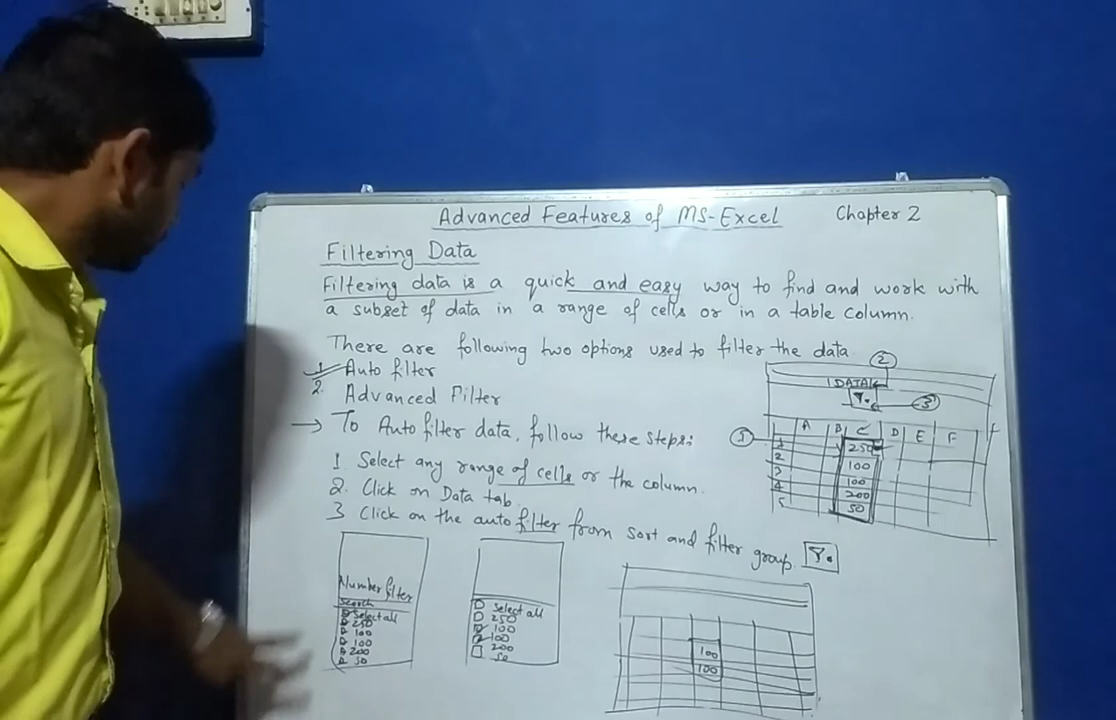 Advanced Features of MS-Excel Chapter 2
Filtering Data
Filtering data is a quick and easy way to find and work with
a subset of data in a range of cells or in a table column.
There are following two options used to filter the data
1 Auto filter
2. Advanced Filter
→ To Auto filter data, follow these steps:
1 Select any range of cells or the column.
2. Click on Data tab
3 Click on the auto filter from sort and filter group.
2
DATA
3
A B C D E F
1 250
2 100
3 100
4 200
5 50
Number filter
Search
Select all
250
100
100
200
50
Select all
250
100
100
200
50
100
100